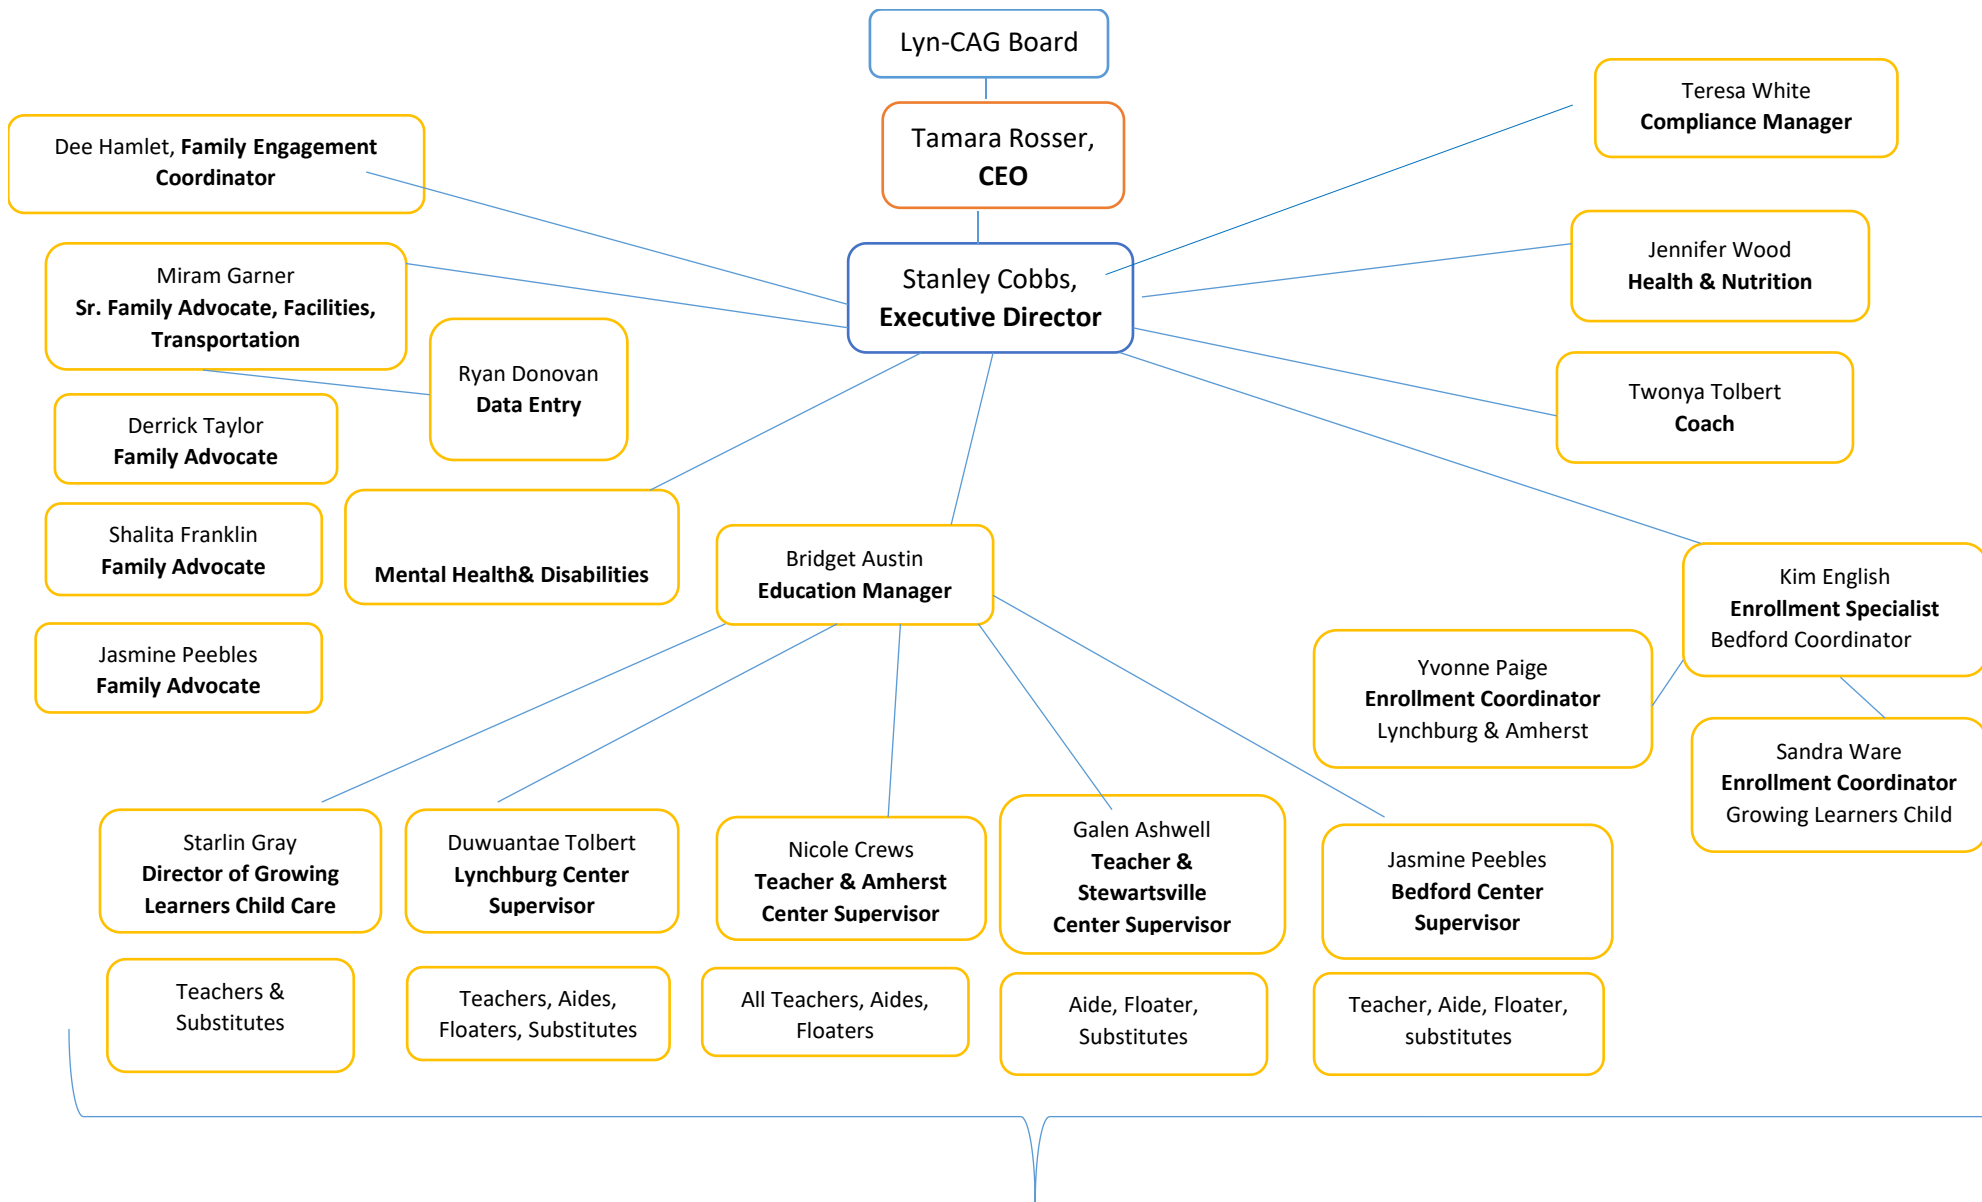 Lyn-CAG Board
Tamara Rosser,
CEO
Stanley Cobbs,
Executive Director
Dee Hamlet, Family Engagement
Coordinator
Miram Garner
Sr. Family Advocate, Facilities,
Transportation
Ryan Donovan
Data Entry
Derrick Taylor
Family Advocate
Shalita Franklin
Family Advocate
Jasmine Peebles
Family Advocate
Mental Health& Disabilities
Bridget Austin
Education Manager
Teresa White
Compliance Manager
Jennifer Wood
Health & Nutrition
Twonya Tolbert
Coach
Kim English
Enrollment Specialist
Bedford Coordinator
Yvonne Paige
Enrollment Coordinator
Lynchburg & Amherst
Sandra Ware
Enrollment Coordinator
Growing Learners Child
Starlin Gray
Director of Growing
Learners Child Care
Duwuantae Tolbert
Lynchburg Center
Supervisor
Nicole Crews
Teacher & Amherst
Center Supervisor
Galen Ashwell
Teacher &
Stewartsville
Center Supervisor
Jasmine Peebles
Bedford Center
Supervisor
Teachers &
Substitutes
Teachers, Aides,
Floaters, Substitutes
All Teachers, Aides,
Floaters
Aide, Floater,
Substitutes
Teacher, Aide, Floater,
substitutes